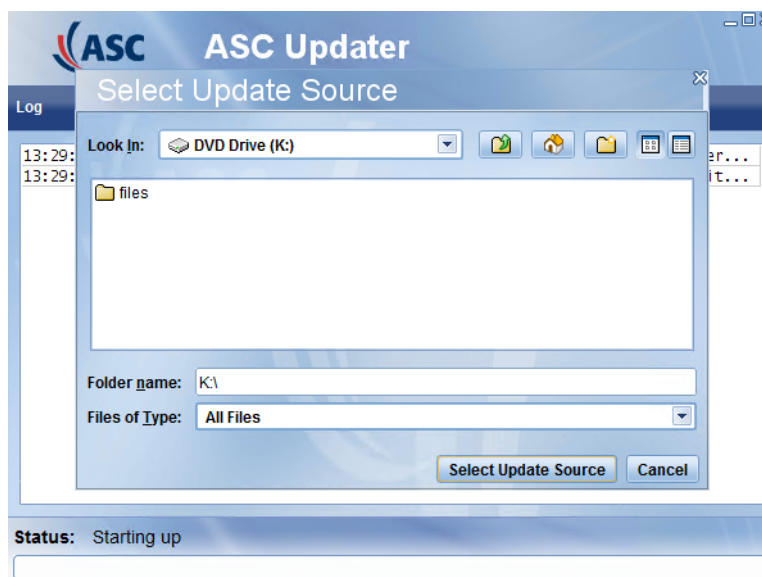 ASC ASC Updater
Select Update Source
Log
Look In: DVD Drive (K:)
13:29: er...
13:29: it...
files
Folder name: K:\
Files of Type: All Files
Select Update Source Cancel
Status: Starting up